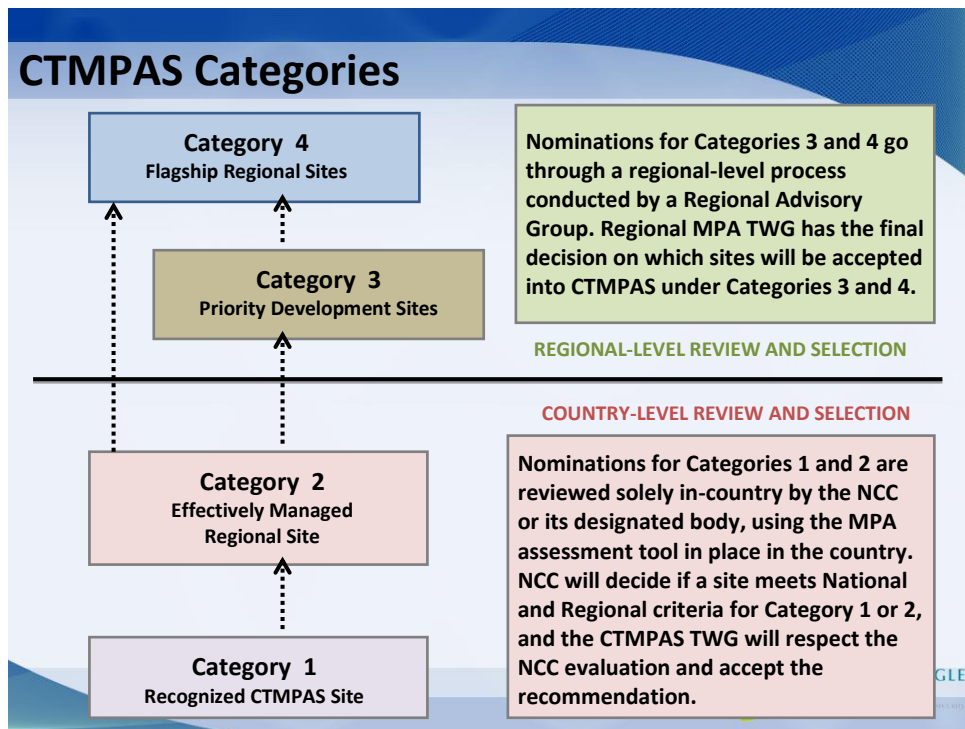 CTMPAS Categories
Category 4
Flagship Regional Sites
Category 3
Priority Development Sites
Category 2
Effectively Managed
Regional Site
Category 1
Recognized CTMPAS Site
Nominations for Categories 3 and 4 go
through a regional-level process
conducted by a Regional Advisory
Group. Regional MPA TWG has the final
decision on which sites will be accepted
into CTMPAS under Categories 3 and 4.
REGIONAL-LEVEL REVIEW AND SELECTION
COUNTRY-LEVEL REVIEW AND SELECTION
Nominations for Categories 1 and 2 are
reviewed solely in-country by the NCC
or its designated body, using the MPA
assessment tool in place in the country.
NCC will decide if a site meets National
and Regional criteria for Category 1 or 2,
and the CTMPAS TWG will respect the
NCC evaluation and accept the
recommendation.
GLE